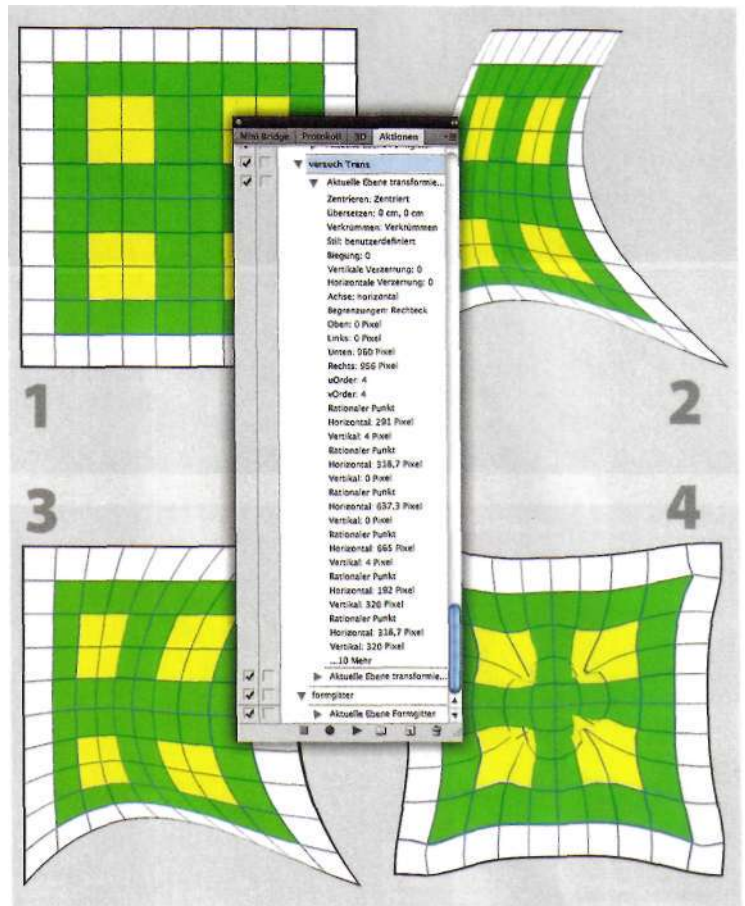 Mini Bridge Protokoll 3D Aktionen
versuch Trans
Aktuelle Ebene transformie...
Zentrieren: Zentriert
Übersetzen: 0 cm, 0 cm
Verkrümmen: Verkrümmen
Stil: benutzerdefiniert
Biegung: 0
Vertikale Verzerrung: 0
Horizontale Verzerrung: 0
Achse: horizontal
Begrenzungen: Rechteck
Oben: 0 Pixel
Links: 0 Pixel
Unten: 960 Pixel
Rechts: 956 Pixel
uOrder: 4
vOrder: 4
Rationaler Punkt
Horizontal: 291 Pixel
Vertikal: 4 Pixel
Rationaler Punkt
Horizontal: 318,7 Pixel
Vertikal: 0 Pixel
Rationaler Punkt
Horizontal: 637,3 Pixel
Vertikal: 0 Pixel
Rationaler Punkt
Horizontal: 665 Pixel
Vertikal: 4 Pixel
Rationaler Punkt
Horizontal: 192 Pixel
Vertikal: 320 Pixel
Rationaler Punkt
Horizontal: 318,7 Pixel
Vertikal: 320 Pixel
...10 Mehr
Aktuelle Ebene transformie...
formgitter
Aktuelle Ebene Formgitter
1
2
3
4